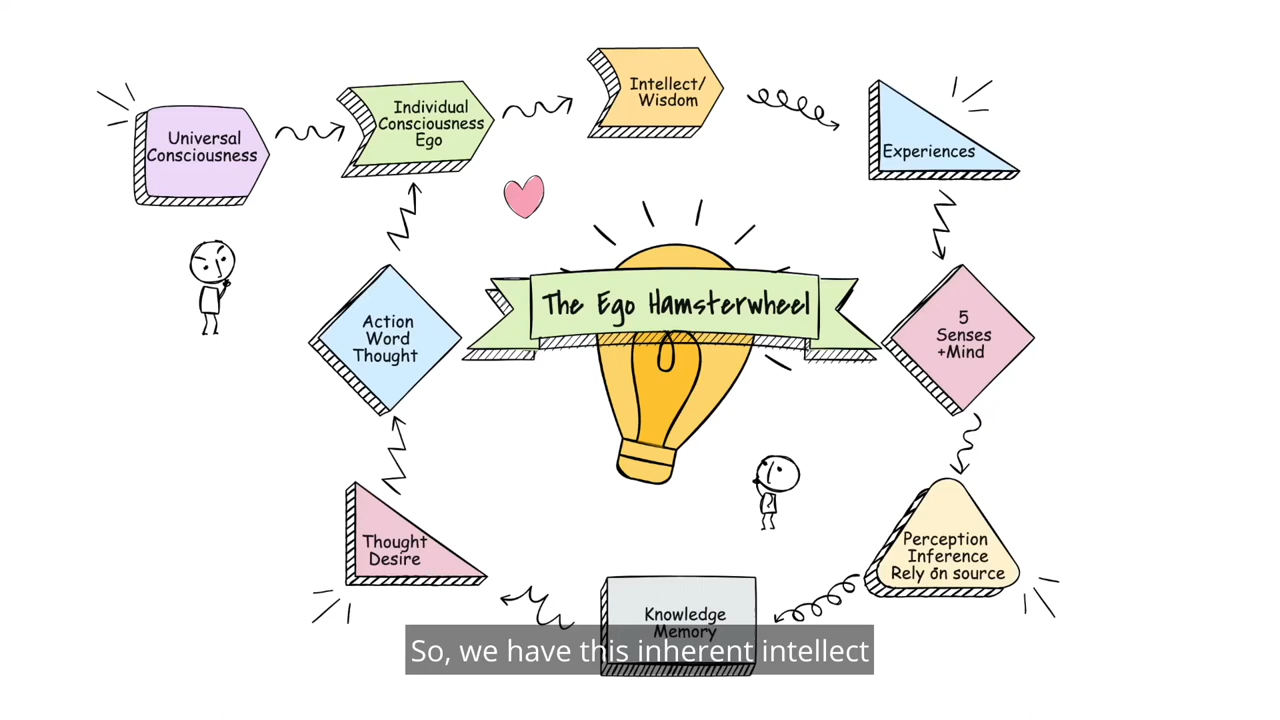 Universal
Consciousness
Individual
Consciousness
Ego
Intellect/
Wisdom
Experiences
The Ego Hamsterwheel
5
Senses
+Mind
Action
Word
Thought
Perception
Inference
Rely on source
Thought
Desire
Knowledge
Memory
So, we have this inherent intellect